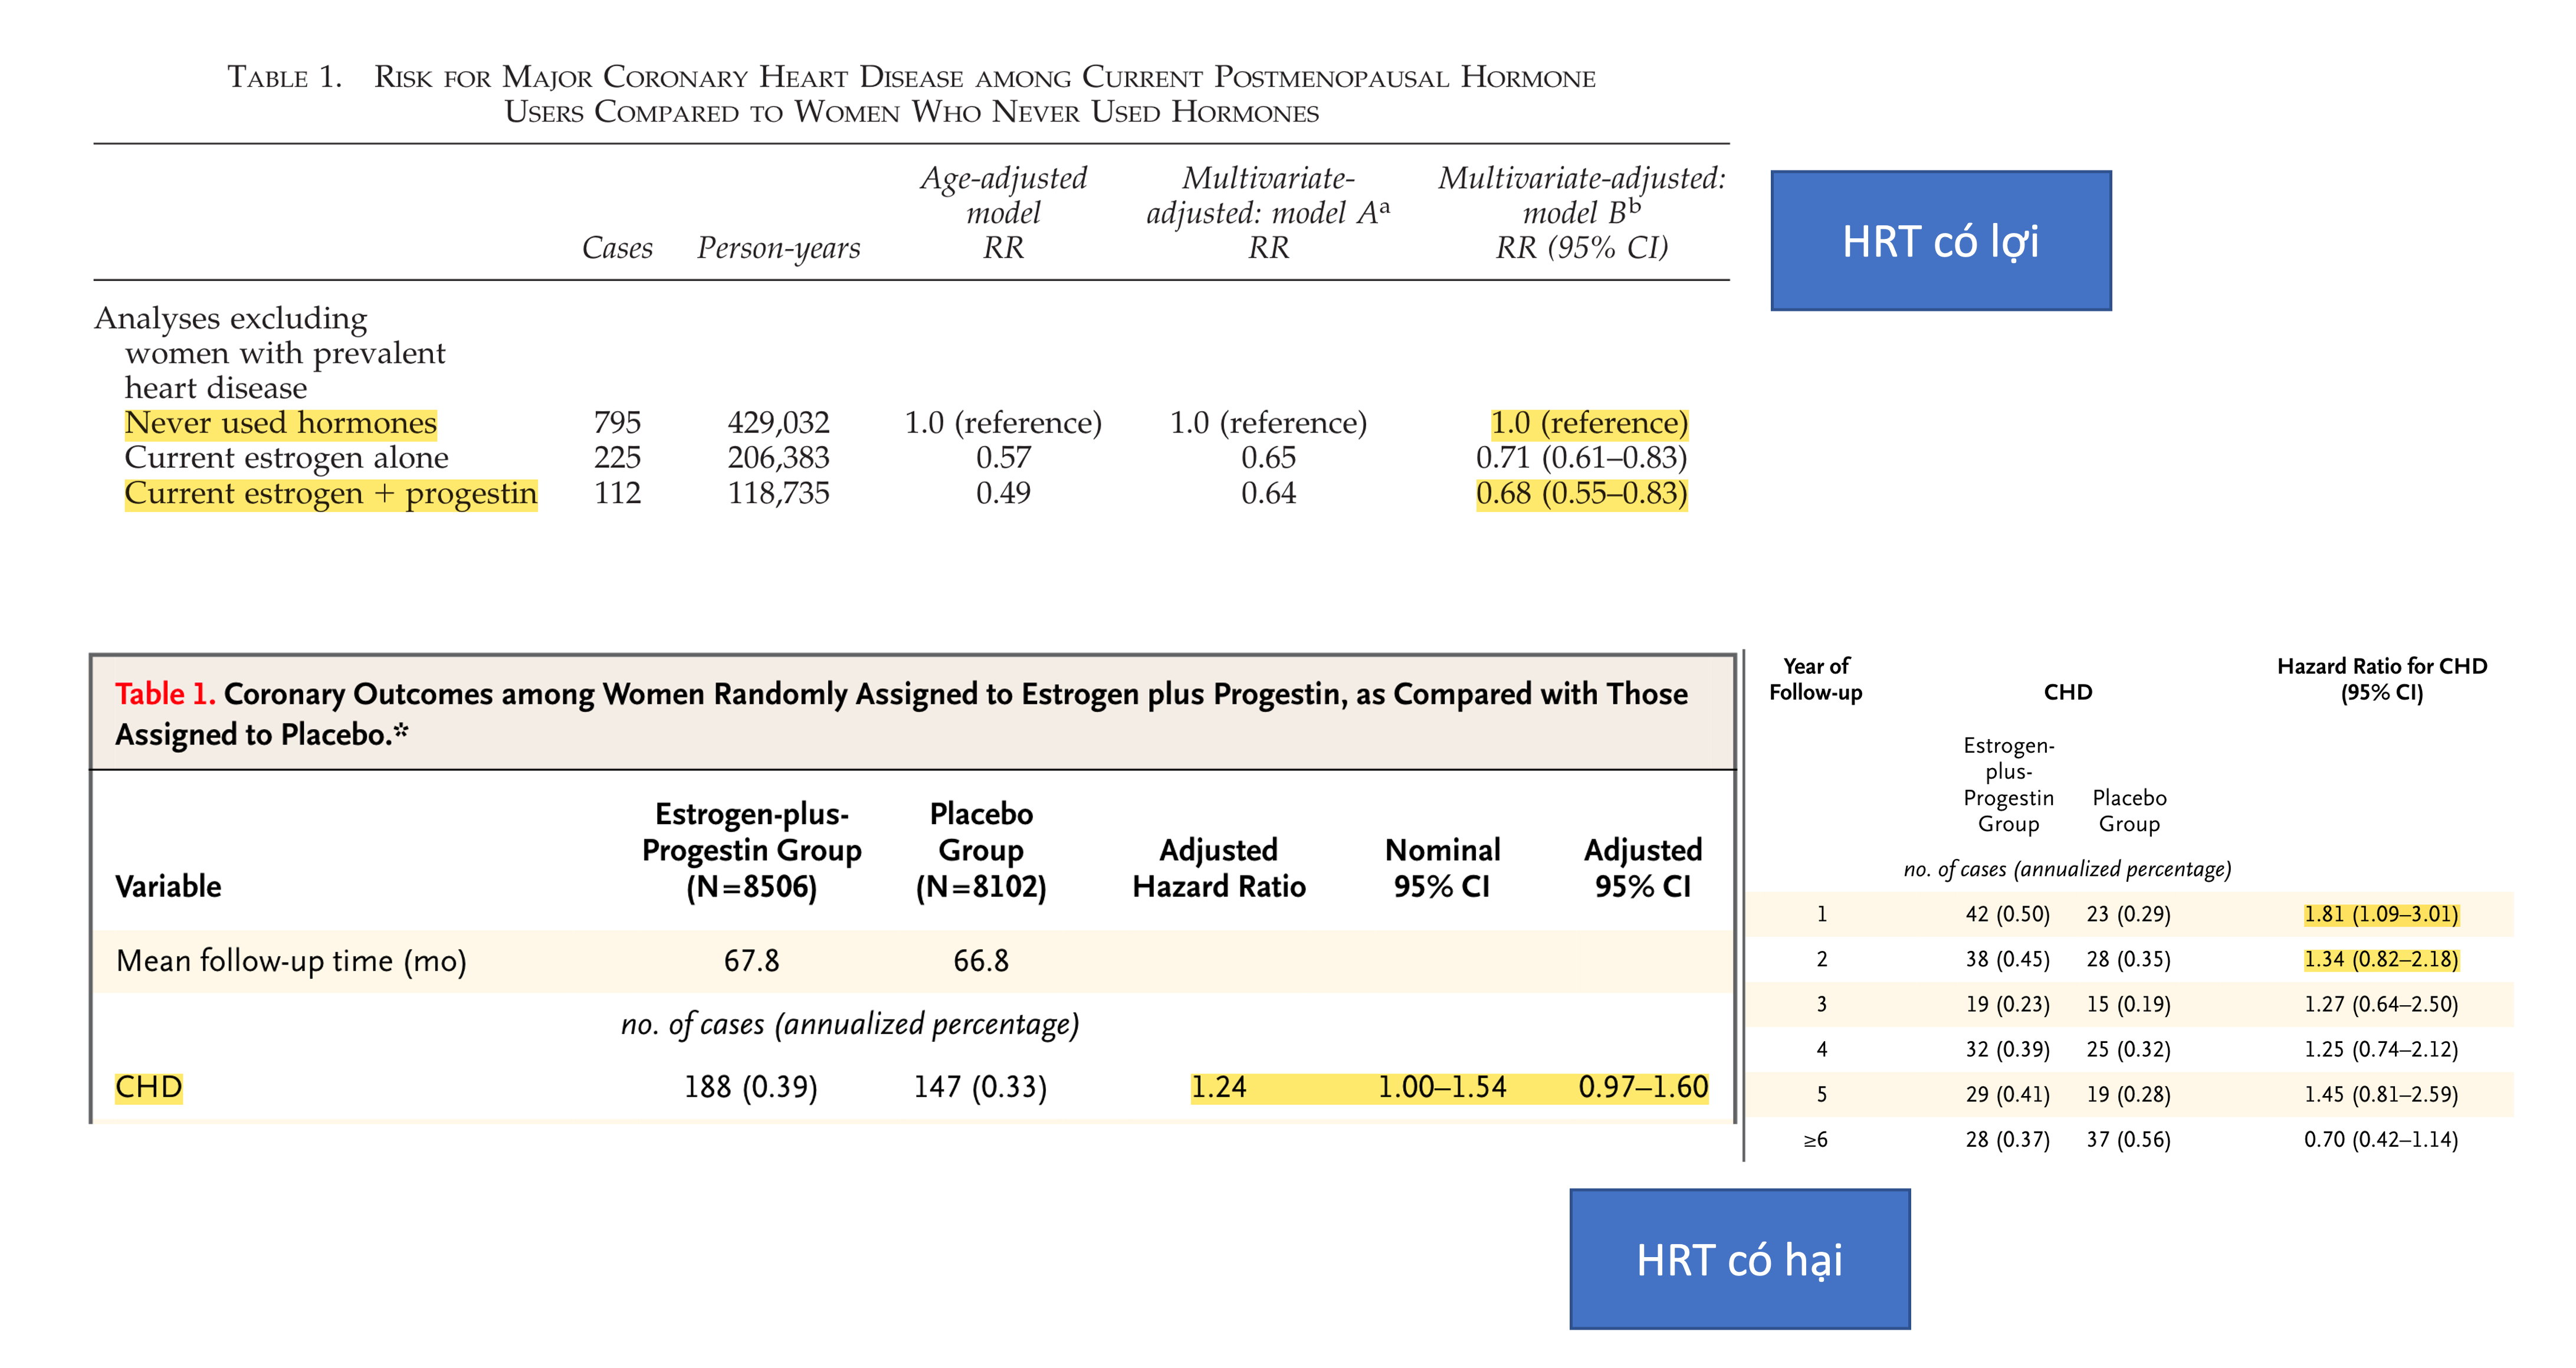 TABLE 1. RISK FOR MAJOR CORONARY HEART DISEASE AMONG CURRENT POSTMENOPAUSAL HORMONE
USERS COMPARED TO WOMEN WHO NEVER USED HORMONES
Cases Person-years Age-adjusted model RR Multivariate-adjusted: model Aᵃ RR Multivariate-adjusted: model Bᵇ RR (95% CI)
Analyses excluding
women with prevalent
heart disease
Never used hormones 795 429,032 1.0 (reference) 1.0 (reference) 1.0 (reference)
Current estrogen alone 225 206,383 0.57 0.65 0.71 (0.61–0.83)
Current estrogen + progestin 112 118,735 0.49 0.64 0.68 (0.55–0.83)
HRT có lợi
Table 1. Coronary Outcomes among Women Randomly Assigned to Estrogen plus Progestin, as Compared with Those
Assigned to Placebo.*
Variable Estrogen-plus-Progestin Group (N=8506) Placebo Group (N=8102) Adjusted Hazard Ratio Nominal 95% CI Adjusted 95% CI
Mean follow-up time (mo) 67.8 66.8
no. of cases (annualized percentage)
CHD 188 (0.39) 147 (0.33) 1.24 1.00–1.54 0.97–1.60
Year of Follow-up CHD Hazard Ratio for CHD (95% CI)
Estrogen-plus-Progestin Group Placebo Group
no. of cases (annualized percentage)
1 42 (0.50) 23 (0.29) 1.81 (1.09–3.01)
2 38 (0.45) 28 (0.35) 1.34 (0.82–2.18)
3 19 (0.23) 15 (0.19) 1.27 (0.64–2.50)
4 32 (0.39) 25 (0.32) 1.25 (0.74–2.12)
5 29 (0.41) 19 (0.28) 1.45 (0.81–2.59)
≥6 28 (0.37) 37 (0.56) 0.70 (0.42–1.14)
HRT có hại